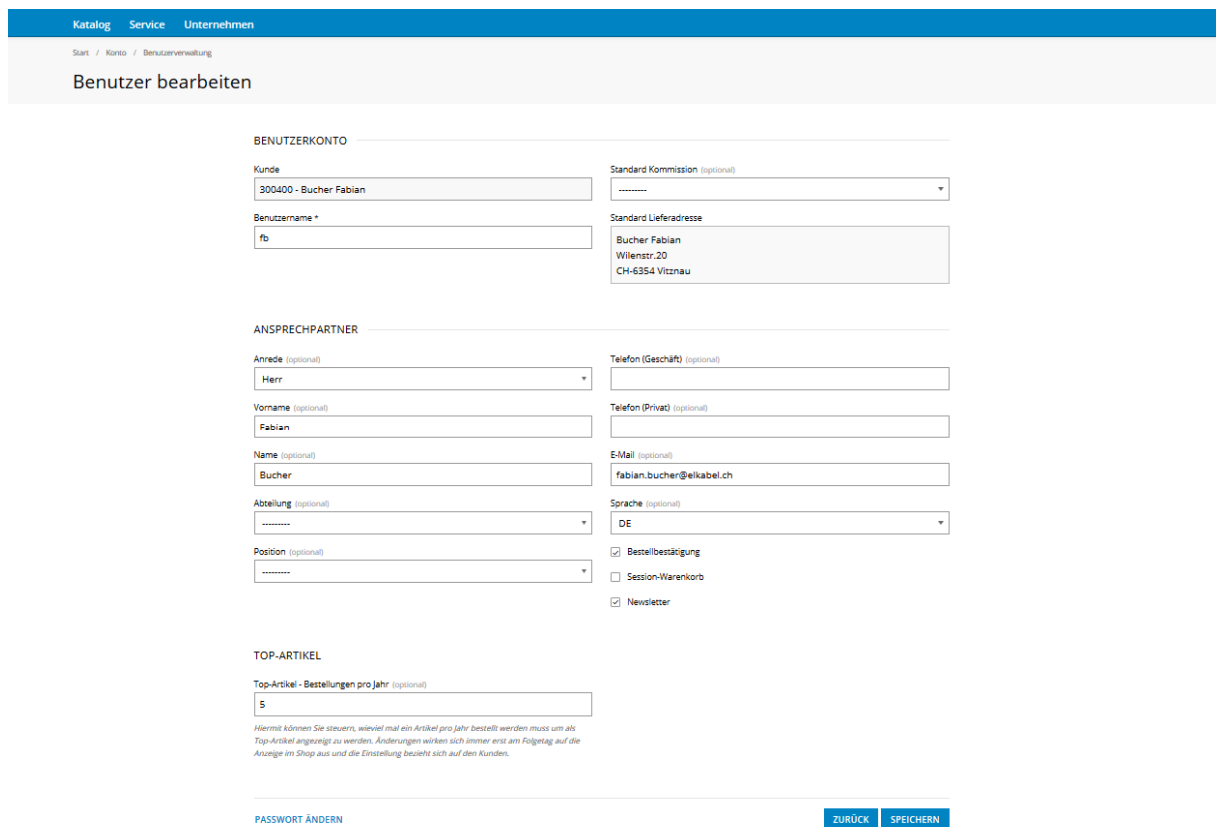 Katalog Service Unternehmen
Start / Konto / Benutzerverwaltung
Benutzer bearbeiten
BENUTZERKONTO
Kunde
300400 - Bucher Fabian
Benutzername *
fb
Standard Kommission (optional)
---------
Standard Lieferadresse
Bucher Fabian
Wilenstr.20
CH-6354 Vitznau
ANSPRECHPARTNER
Anrede (optional)
Herr
Vorname (optional)
Fabian
Name (optional)
Bucher
Abteilung (optional)
---------
Position (optional)
---------
Telefon (Geschäft) (optional)
Telefon (Privat) (optional)
E-Mail (optional)
fabian.bucher@elkabel.ch
Sprache (optional)
DE
Bestellbestätigung
Session-Warenkorb
Newsletter
TOP-ARTIKEL
Top-Artikel - Bestellungen pro Jahr (optional)
5
Hiermit können Sie steuern, wieviel mal ein Artikel pro Jahr bestellt werden muss um als
Top-Artikel angezeigt zu werden. Änderungen wirken sich immer erst am Folgetag auf die
Anzeige im Shop aus und die Einstellung bezieht sich auf den Kunden.
PASSWORT ÄNDERN
ZURÜCK SPEICHERN